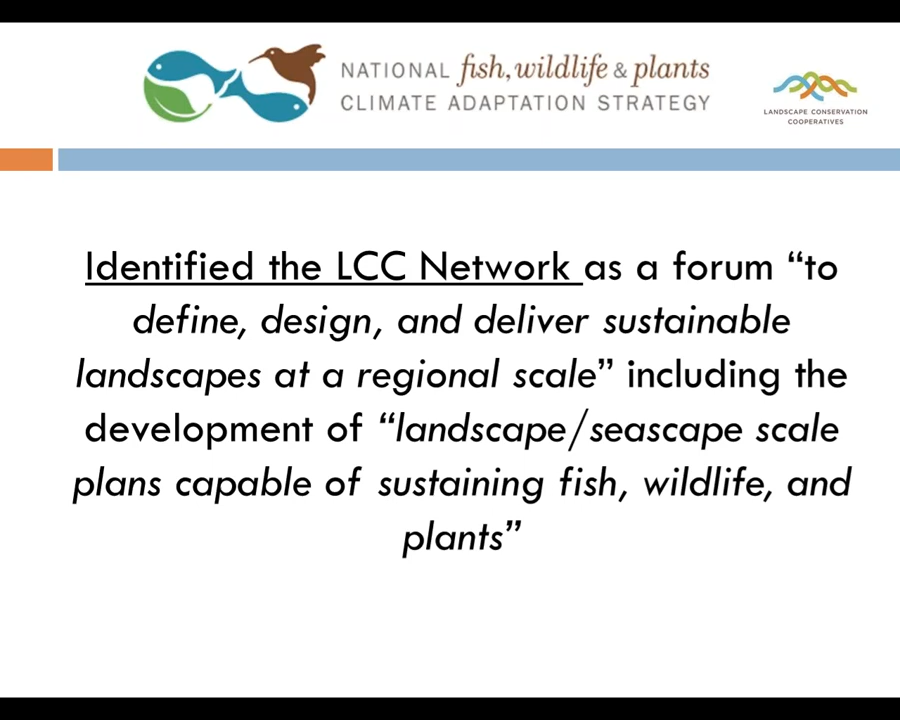 NATIONAL fish, wildlife & plants
CLIMATE ADAPTATION STRATEGY
LANDSCAPE CONSERVATION
COOPERATIVES
Identified the LCC Network as a forum “to
define, design, and deliver sustainable
landscapes at a regional scale” including the
development of “landscape/seascape scale
plans capable of sustaining fish, wildlife, and
plants”